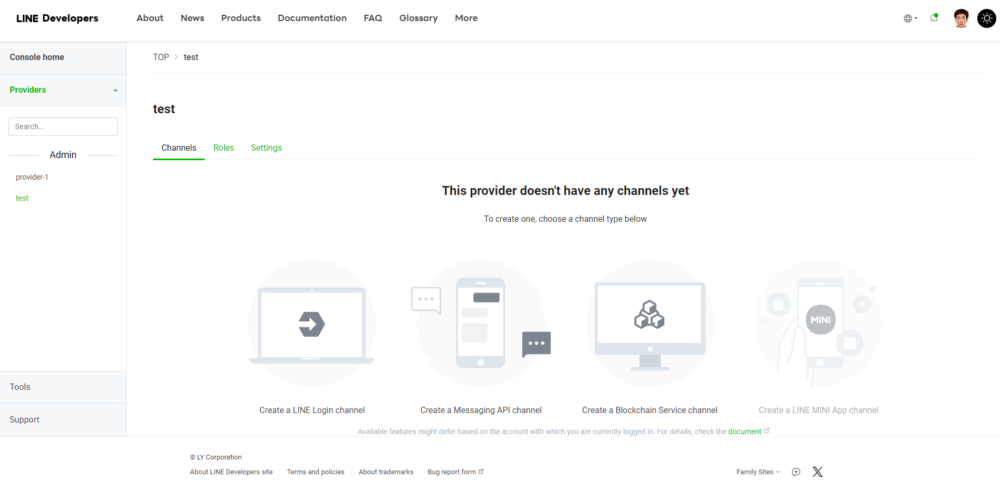 LINE Developers
About
News
Products
Documentation
FAQ
Glossary
More
Console home
Providers
Search...
Admin
provider-1
test
Tools
Support
TOP > test
test
Channels
Roles
Settings
This provider doesn't have any channels yet
To create one, choose a channel type below
MINI
A
Create a LINE Login channel
Create a Messaging API channel
Create a Blockchain Service channel
Create a LINE MINI App channel
Available features might defer based on the account with which you are currently logged in. For details, check the document .
© LY Corporation
About LINE Developers site
Terms and policies
About trademarks
Bug report form
Family Sites